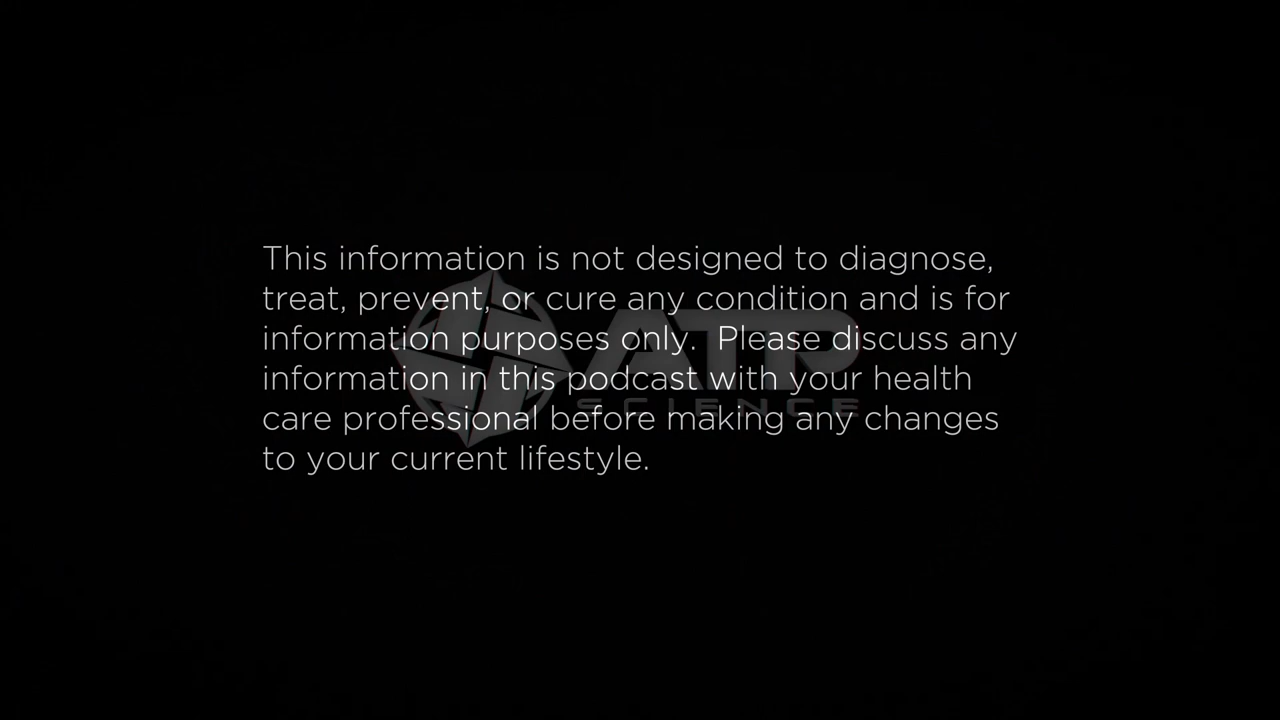 This information is not designed to diagnose,
treat, prevent, or cure any condition and is for
information purposes only.  Please discuss any
information in this podcast with your health
care professional before making any changes
to your current lifestyle.
ATP
SCIENCE